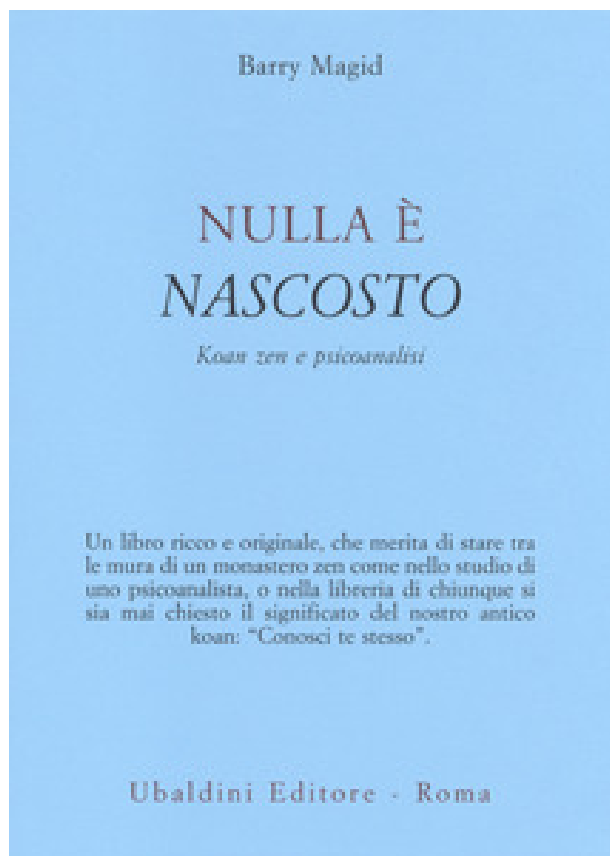 Barry Magid
NULLA È
NASCOSTO
Koan zen e psicoanalisi
Un libro ricco e originale, che merita di stare tra
le mura di un monastero zen come nello studio di
uno psicoanalista, o nella libreria di chiunque si
sia mai chiesto il significato del nostro antico
koan: "Conosci te stesso".
Ubaldini Editore - Roma